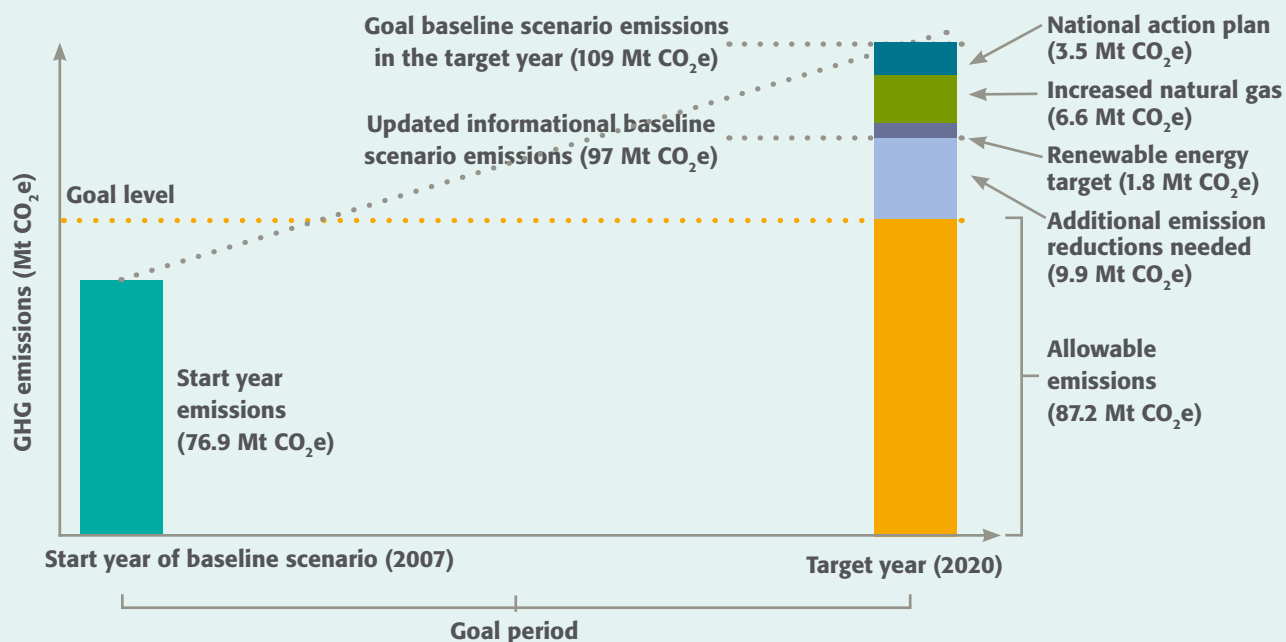 Goal baseline scenario emissions
in the target year (109 Mt CO₂e)
National action plan
(3.5 Mt CO₂e)
Increased natural gas
(6.6 Mt CO₂e)
Updated informational baseline
scenario emissions (97 Mt CO₂e)
Renewable energy
target (1.8 Mt CO₂e)
Goal level
Additional emission
reductions needed
(9.9 Mt CO₂e)
GHG emissions (Mt CO₂e)
Start year
emissions
(76.9 Mt CO₂e)
Allowable
emissions
(87.2 Mt CO₂e)
Start year of baseline scenario (2007)
Target year (2020)
Goal period